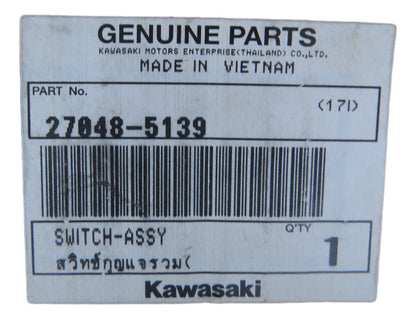 GENUINE PARTS
KAWASAKI MOTORS ENTERPRISE(THAILAND) CO.,LTD.
MADE IN VIETNAM
PART No.
(17I)
27048-5139
SWITCH-ASSY
Q'TY
1
สวิทช์กุญแจรวม(
Kawasaki